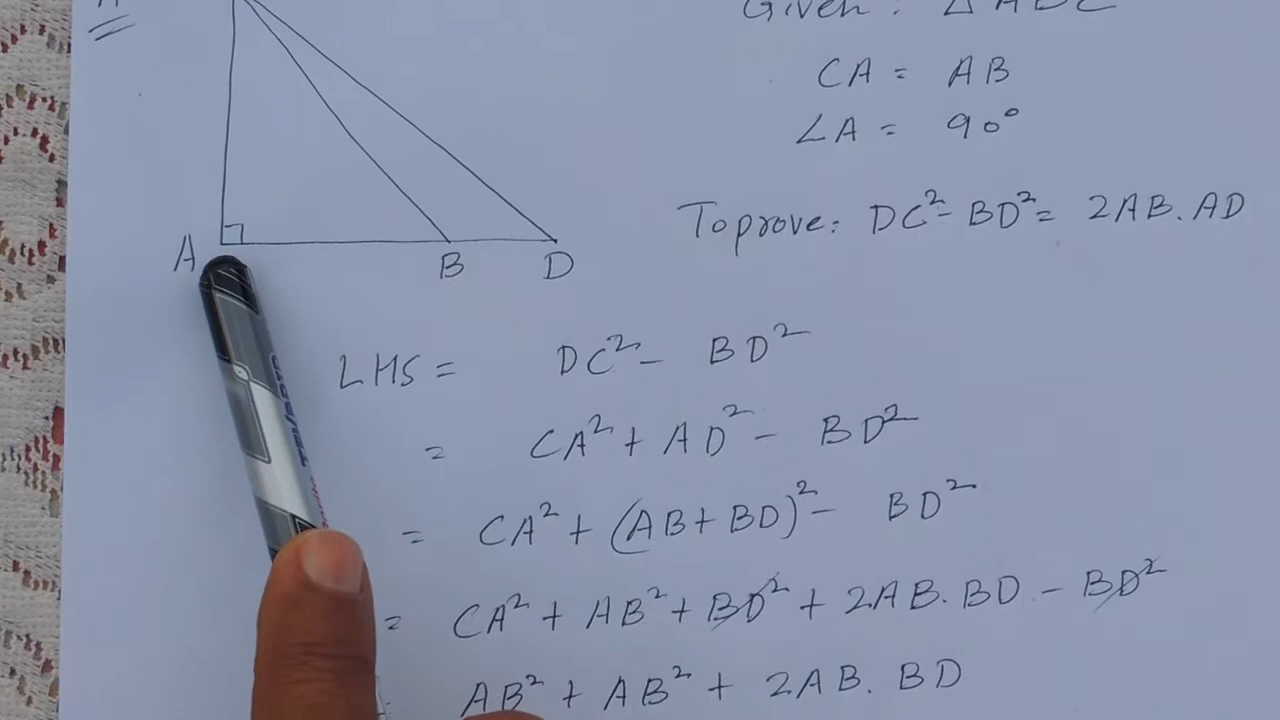 Given :
CA = AB
∠A = 90°
To prove: DC² - BD² = 2AB.AD
A
B D
LHS = DC² - BD²
= CA² + AD² - BD²
= CA² + (AB + BD)² - BD²
= CA² + AB² + BD² + 2AB.BD - BD²
AB² + AB² + 2AB.BD